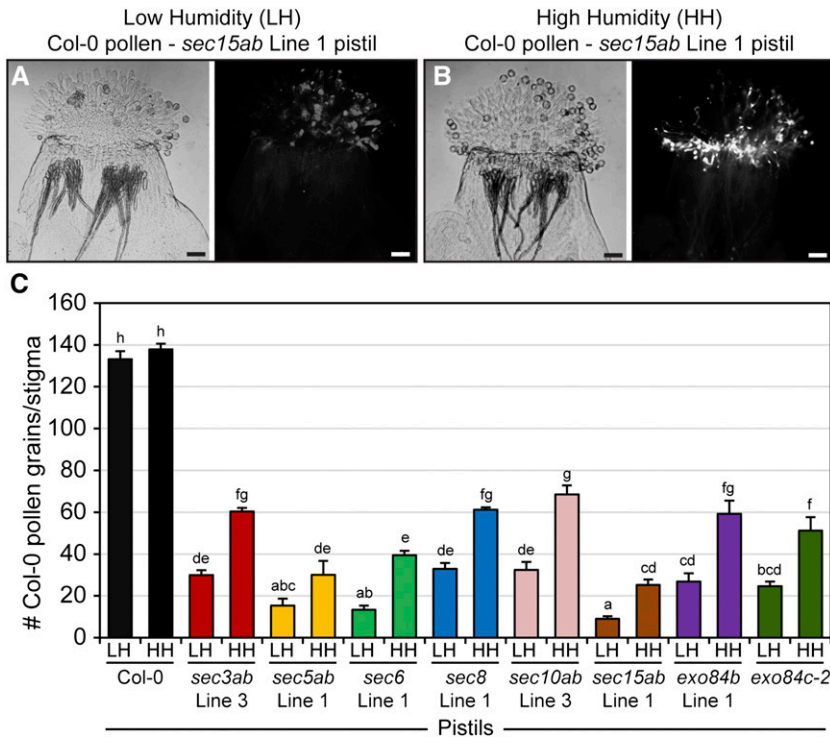 Low Humidity (LH)
Col-0 pollen - sec15ab Line 1 pistil
High Humidity (HH)
Col-0 pollen - sec15ab Line 1 pistil
A
B
C
# Col-0 pollen grains/stigma
160
140
120
100
80
60
40
20
0
h h
de fg
abc de
ab e
de fg
de g
a cd
cd fg
bcd f
LH HH LH HH LH HH LH HH LH HH LH HH LH HH LH HH LH HH
Col-0 sec3ab sec5ab sec6 sec8 sec10ab sec15ab exo84b exo84c-2
Line 3 Line 1 Line 1 Line 1 Line 3 Line 1 Line 1
Pistils